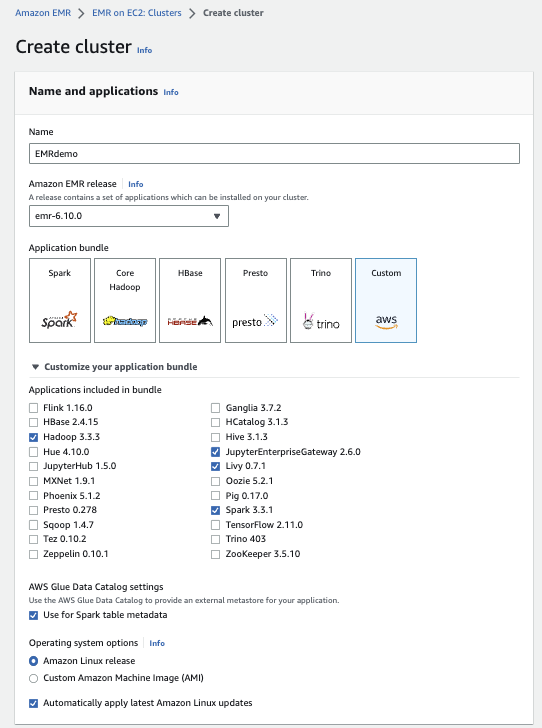 Amazon EMR > EMR on EC2: Clusters > Create cluster
Create cluster Info
Name and applications Info
Name
EMRdemo
Amazon EMR release Info
A release contains a set of applications which can be installed on your cluster.
emr-6.10.0
Application bundle
Spark
Core Hadoop
HBase
Presto
Trino
Custom
APACHE Spark
hadoop
APACHE HBASE
presto
trino
aws
Customize your application bundle
Applications included in bundle
Flink 1.16.0
Ganglia 3.7.2
HBase 2.4.15
HCatalog 3.1.3
Hadoop 3.3.3
Hive 3.1.3
Hue 4.10.0
JupyterEnterpriseGateway 2.6.0
JupyterHub 1.5.0
Livy 0.7.1
MXNet 1.9.1
Oozie 5.2.1
Phoenix 5.1.2
Pig 0.17.0
Presto 0.278
Spark 3.3.1
Sqoop 1.4.7
TensorFlow 2.11.0
Tez 0.10.2
Trino 403
Zeppelin 0.10.1
ZooKeeper 3.5.10
AWS Glue Data Catalog settings
Use the AWS Glue Data Catalog to provide an external metastore for your application.
Use for Spark table metadata
Operating system options Info
Amazon Linux release
Custom Amazon Machine Image (AMI)
Automatically apply latest Amazon Linux updates